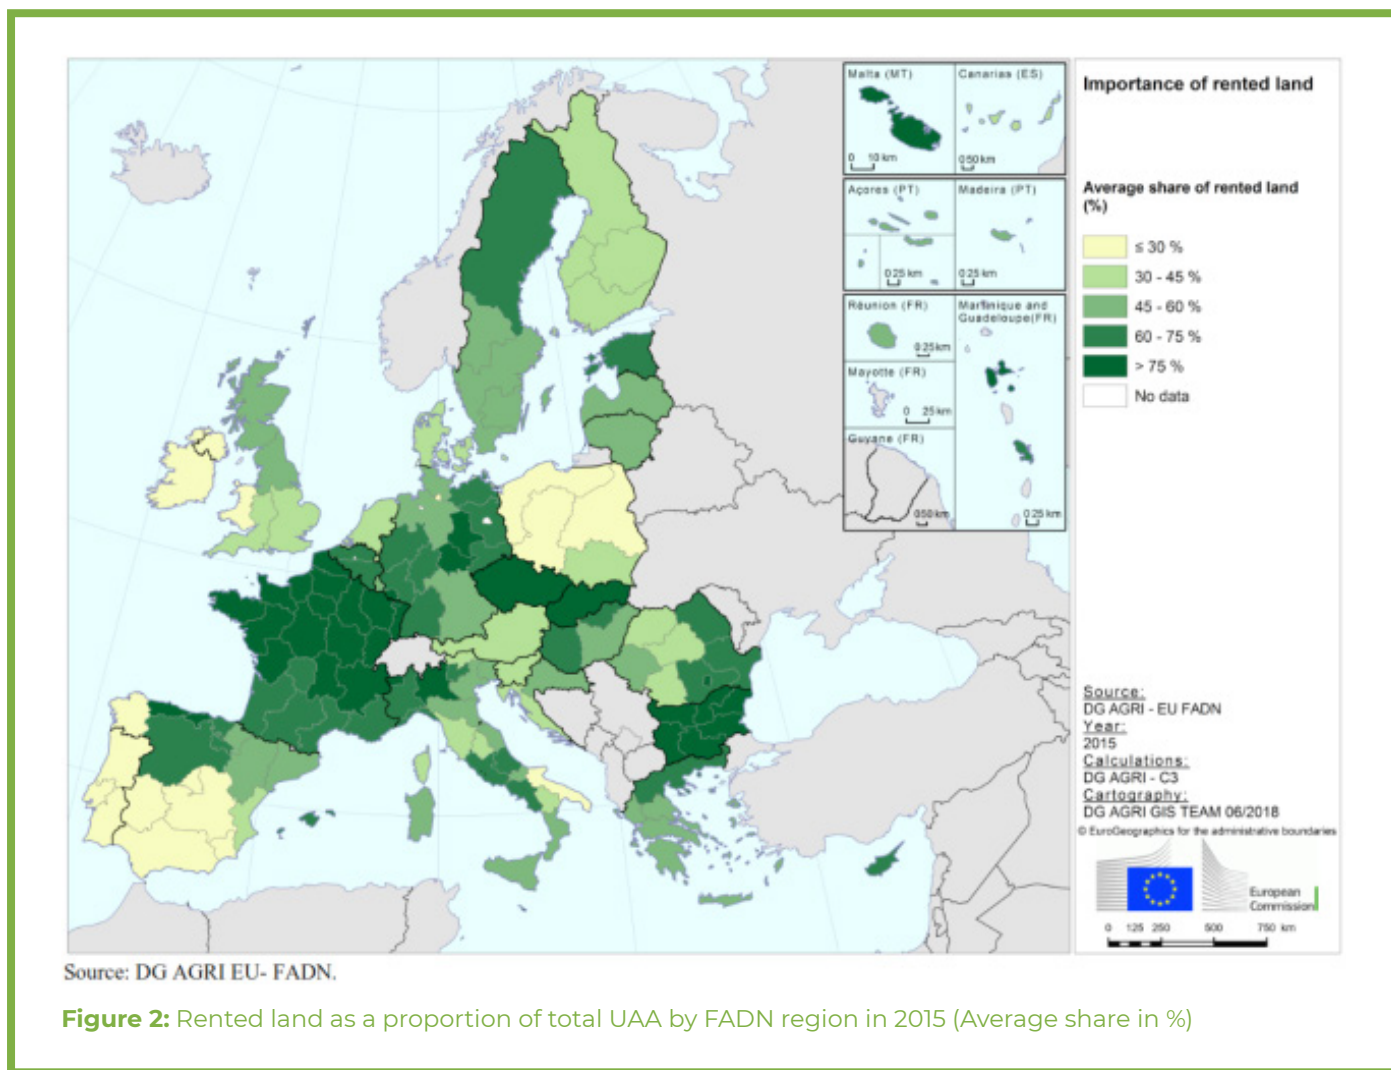 Malta (MT)
Canarias (ES)
0 10 km
0 50 km
Açores (PT)
Madeira (PT)
0 25 km
0 25 km
Réunion (FR)
Martinique and
Guadeloupe(FR)
0 25 km
Mayotte (FR)
0 25 km
Guyane (FR)
0 50 km
0 25 km
Importance of rented land
Average share of rented land
(%)
≤ 30 %
30 - 45 %
45 - 60 %
60 - 75 %
> 75 %
No data
Source:
DG AGRI - EU FADN
Year:
2015
Calculations:
DG AGRI - C3
Cartography:
DG AGRI GIS TEAM 06/2018
© EuroGeographics for the administrative boundaries
European
Commission
0 125 250 500 750 km
Source: DG AGRI EU- FADN.
Figure 2: Rented land as a proportion of total UAA by FADN region in 2015 (Average share in %)